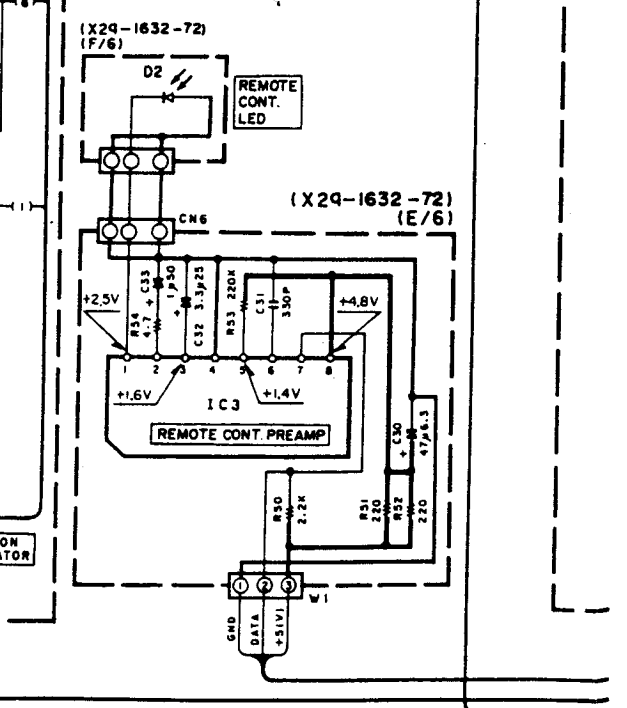 (X29-1632-72)
(F/6)
D2
REMOTE
CONT.
LED
(X29-1632-72)
(E/6)
CN6
+2.5V
R54
4.7
C33
1µ50
+
C32
3.3µ25
+
R53
220K
C31
330P
+4.8V
1 2 3 4 5 6 7 8
+1.6V
+1.4V
IC3
REMOTE CONT. PREAMP
C30
47µ6.3
+
R50
2.2K
R51
220
R52
220
1 2 3
W1
GND
DATA
+5(V)
ON
ATOR
1